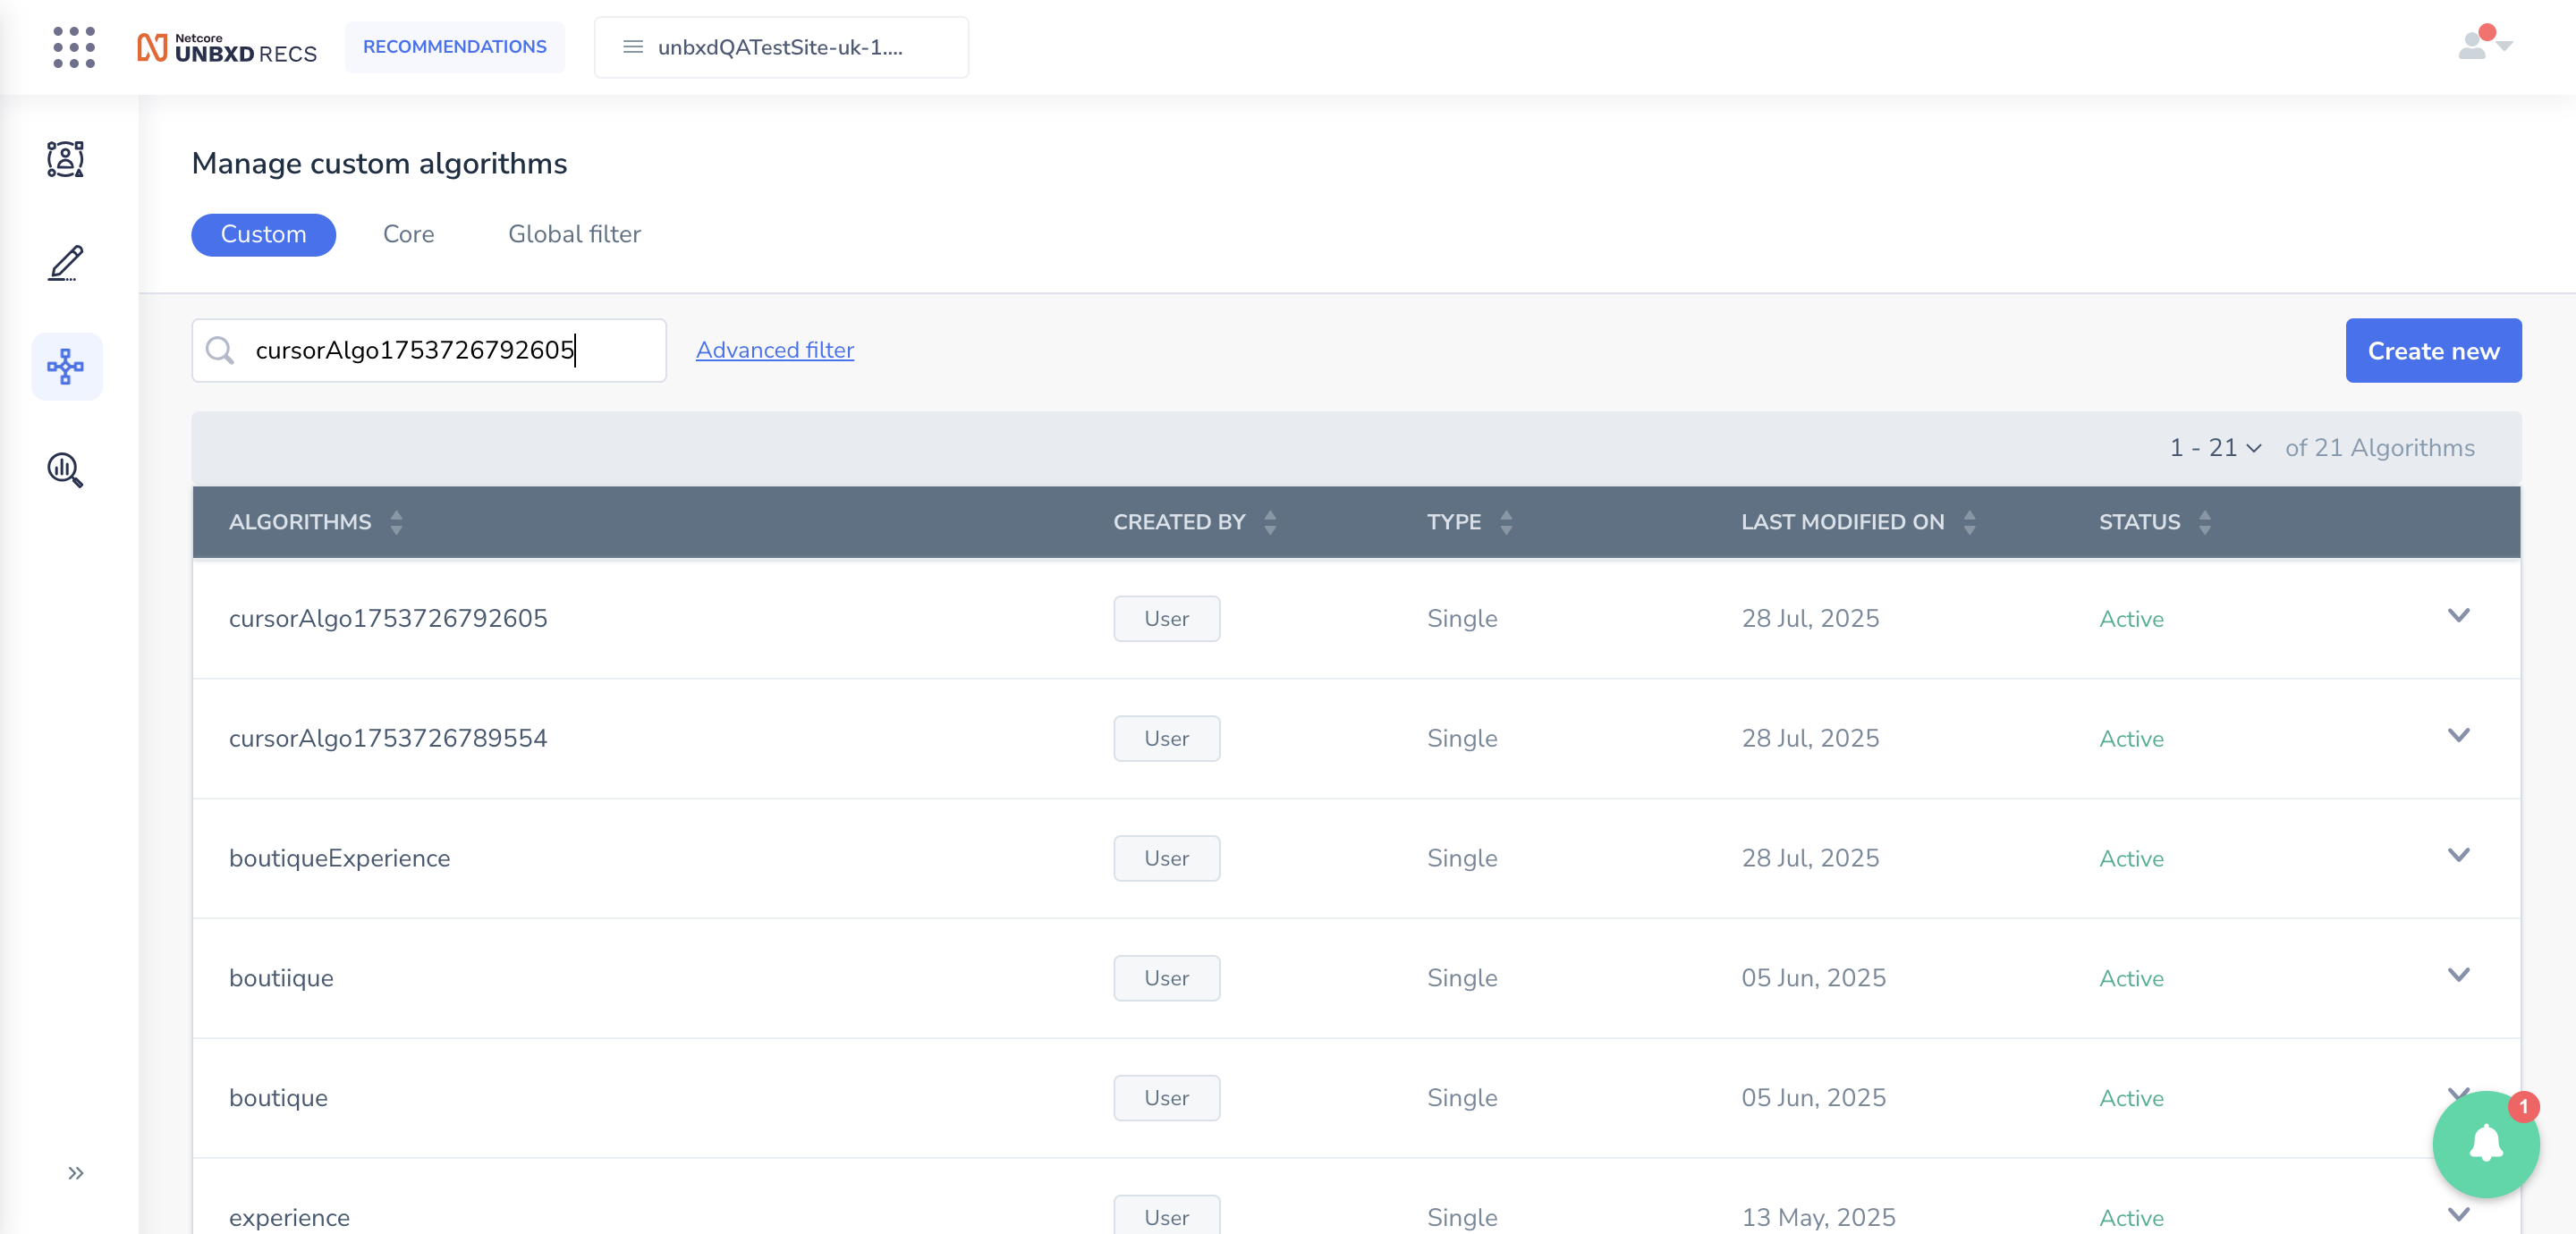 Netcore
UNBXD RECS
RECOMMENDATIONS
unbxdQATestSite-uk-1....
Manage custom algorithms
Custom Core Global filter
cursorAlgo1753726792605 Advanced filter Create new
1 - 21 of 21 Algorithms
ALGORITHMS CREATED BY TYPE LAST MODIFIED ON STATUS
cursorAlgo1753726792605 User Single 28 Jul, 2025 Active
cursorAlgo1753726789554 User Single 28 Jul, 2025 Active
boutiqueExperience User Single 28 Jul, 2025 Active
boutiique User Single 05 Jun, 2025 Active
boutique User Single 05 Jun, 2025 Active
1
experience User Single 13 May, 2025 Active